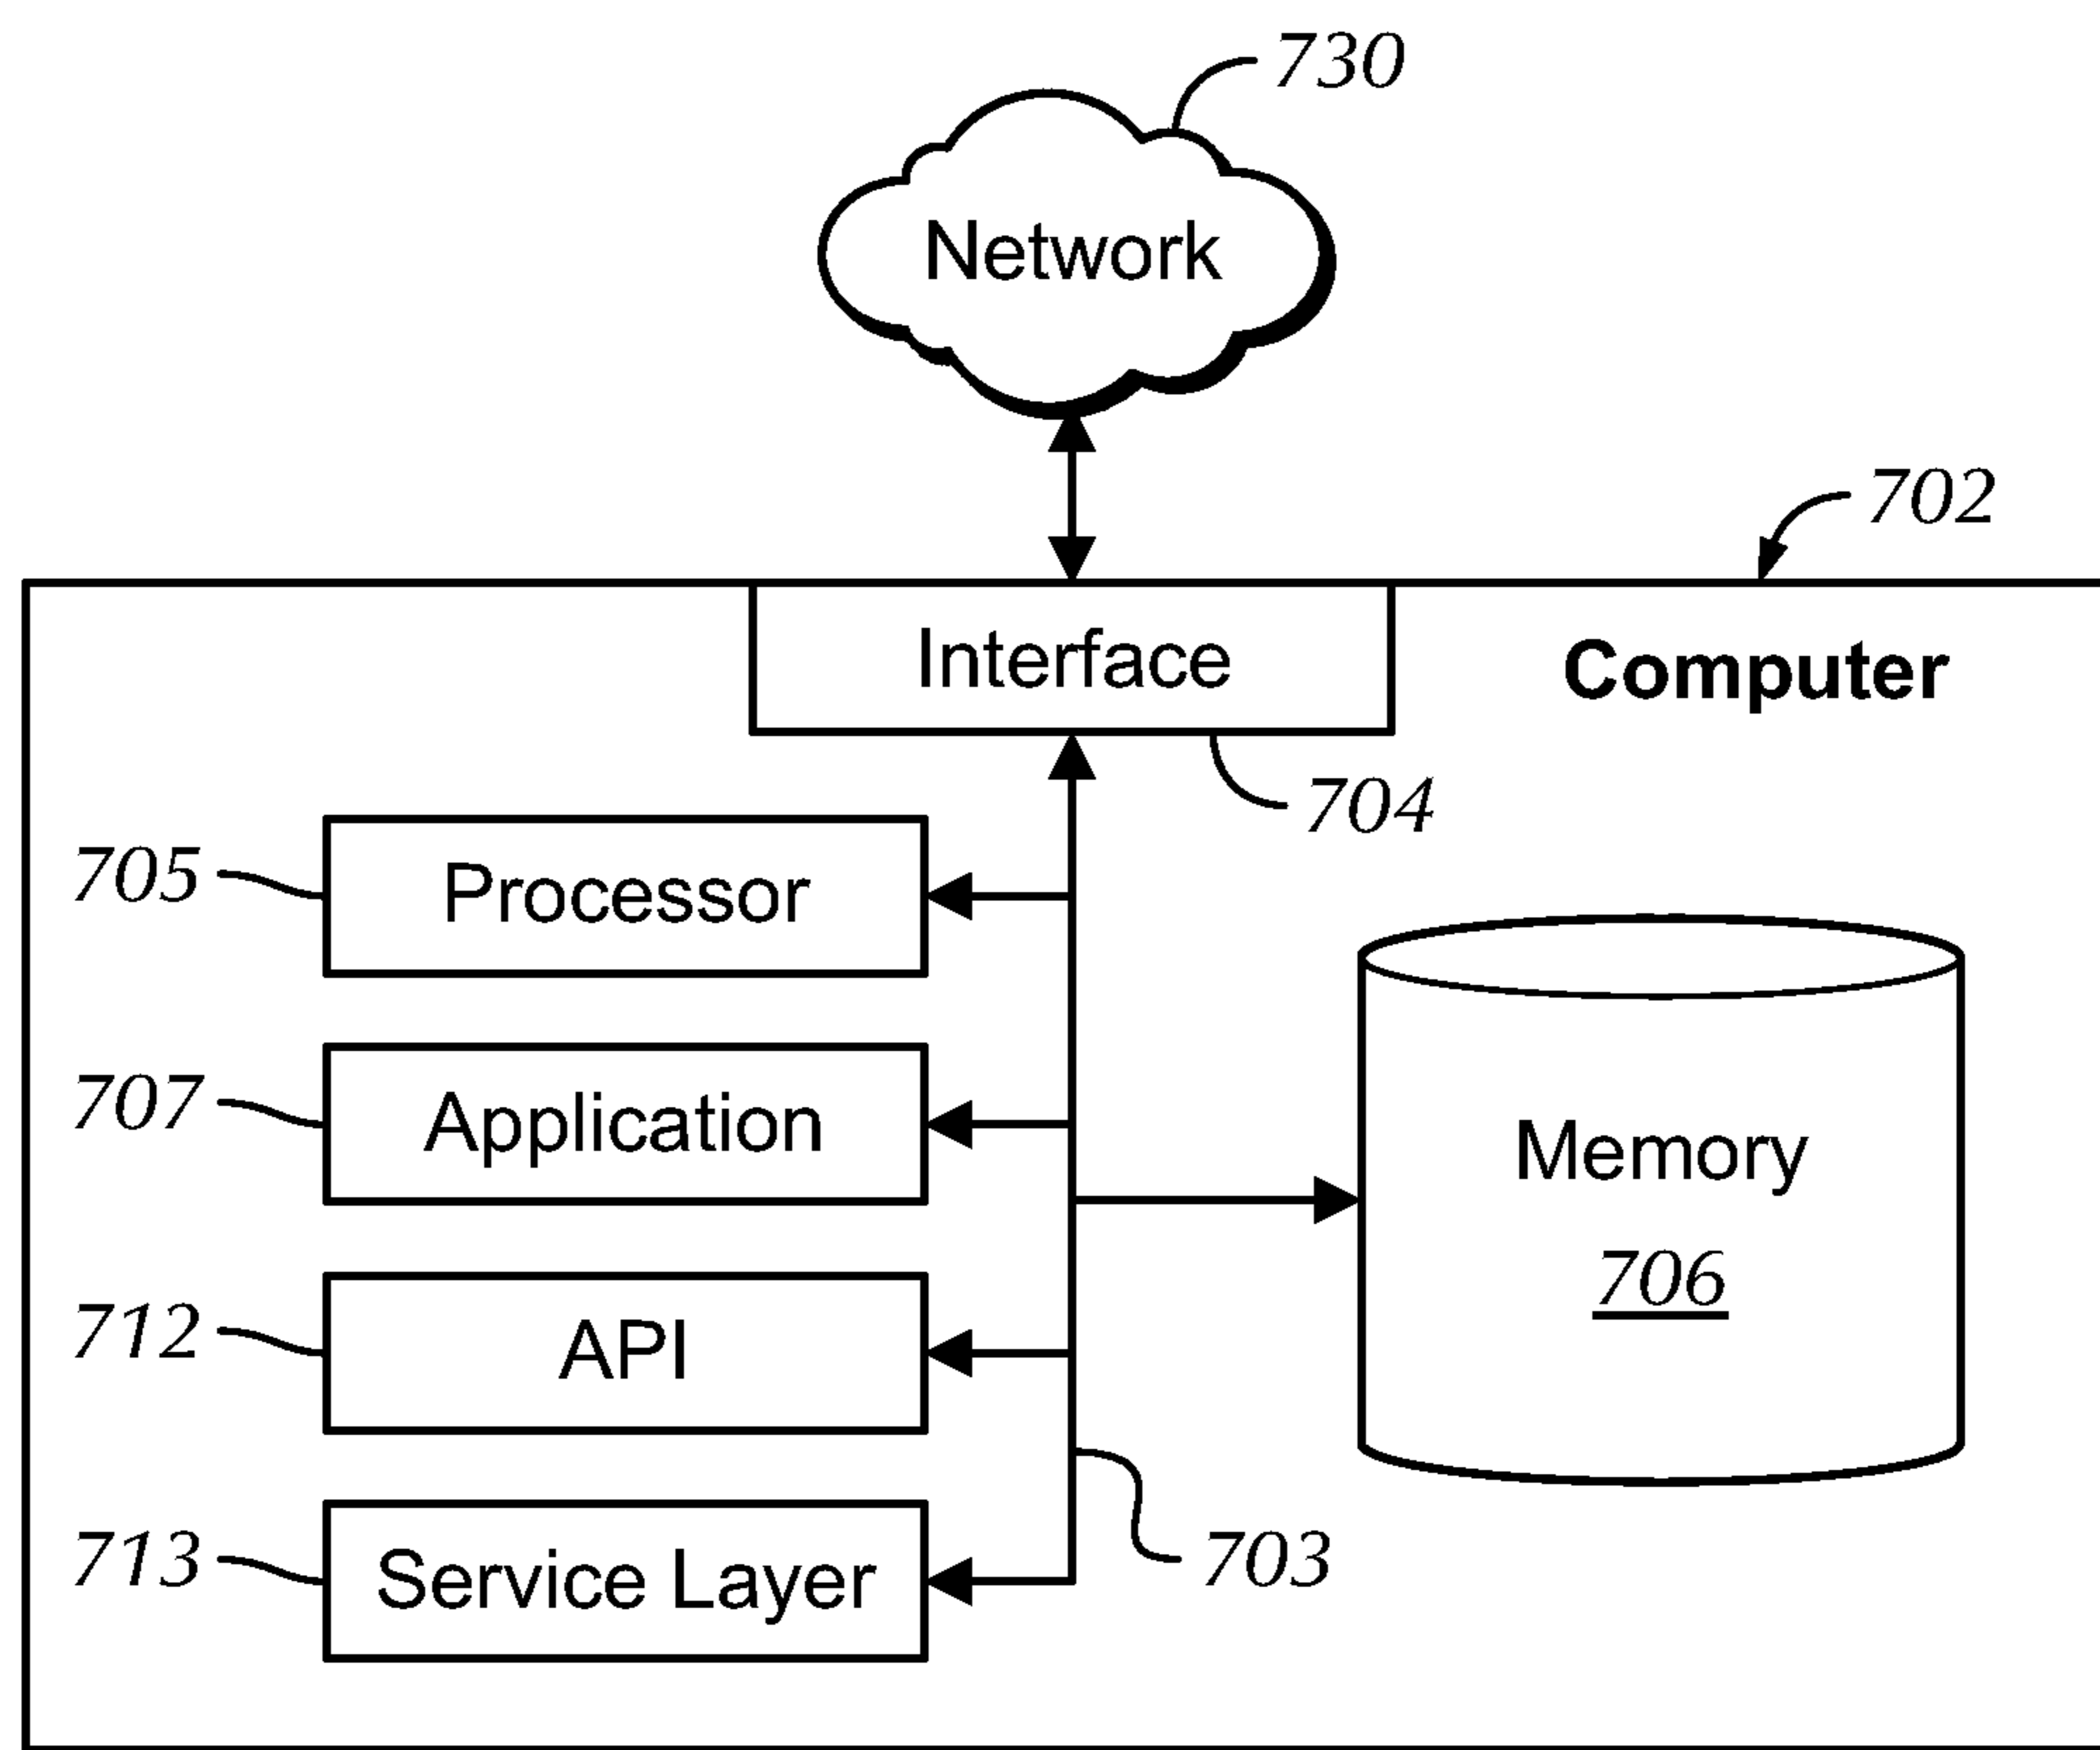 730
Network
702
Interface
Computer
704
705
Processor
707
Application
Memory
706
712
API
703
713
Service Layer